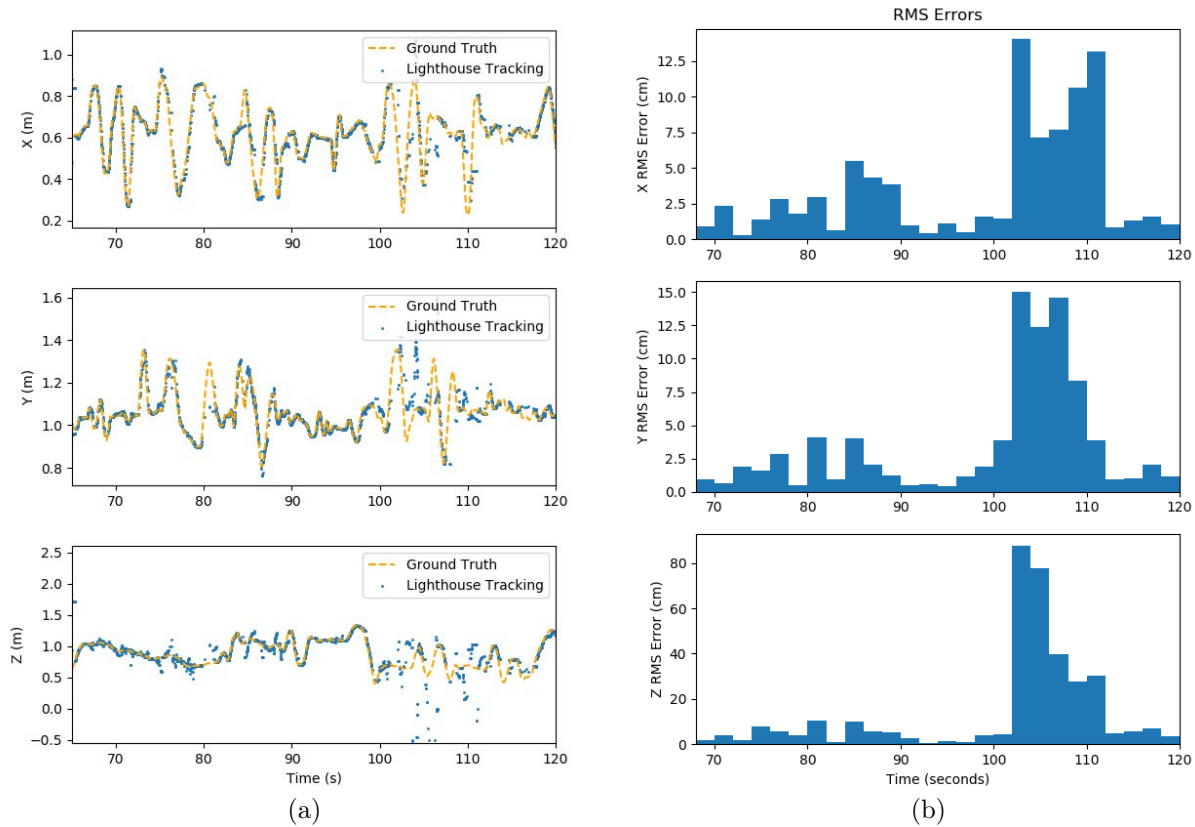 1.0
0.8
0.6
0.4
0.2
X (m)
Ground Truth
Lighthouse Tracking
70 80 90 100 110 120
1.6
1.4
1.2
1.0
0.8
Y (m)
Ground Truth
Lighthouse Tracking
70 80 90 100 110 120
2.5
2.0
1.5
1.0
0.5
0.0
−0.5
Z (m)
Ground Truth
Lighthouse Tracking
70 80 90 100 110 120
Time (s)
(a)
RMS Errors
12.5
10.0
7.5
5.0
2.5
0.0
X RMS Error (cm)
70 80 90 100 110 120
15.0
12.5
10.0
7.5
5.0
2.5
0.0
Y RMS Error (cm)
70 80 90 100 110 120
80
60
40
20
0
Z RMS Error (cm)
70 80 90 100 110 120
Time (seconds)
(b)